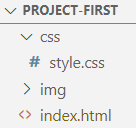 PROJECT-FIRST
css
# style.css
img
<> index.html